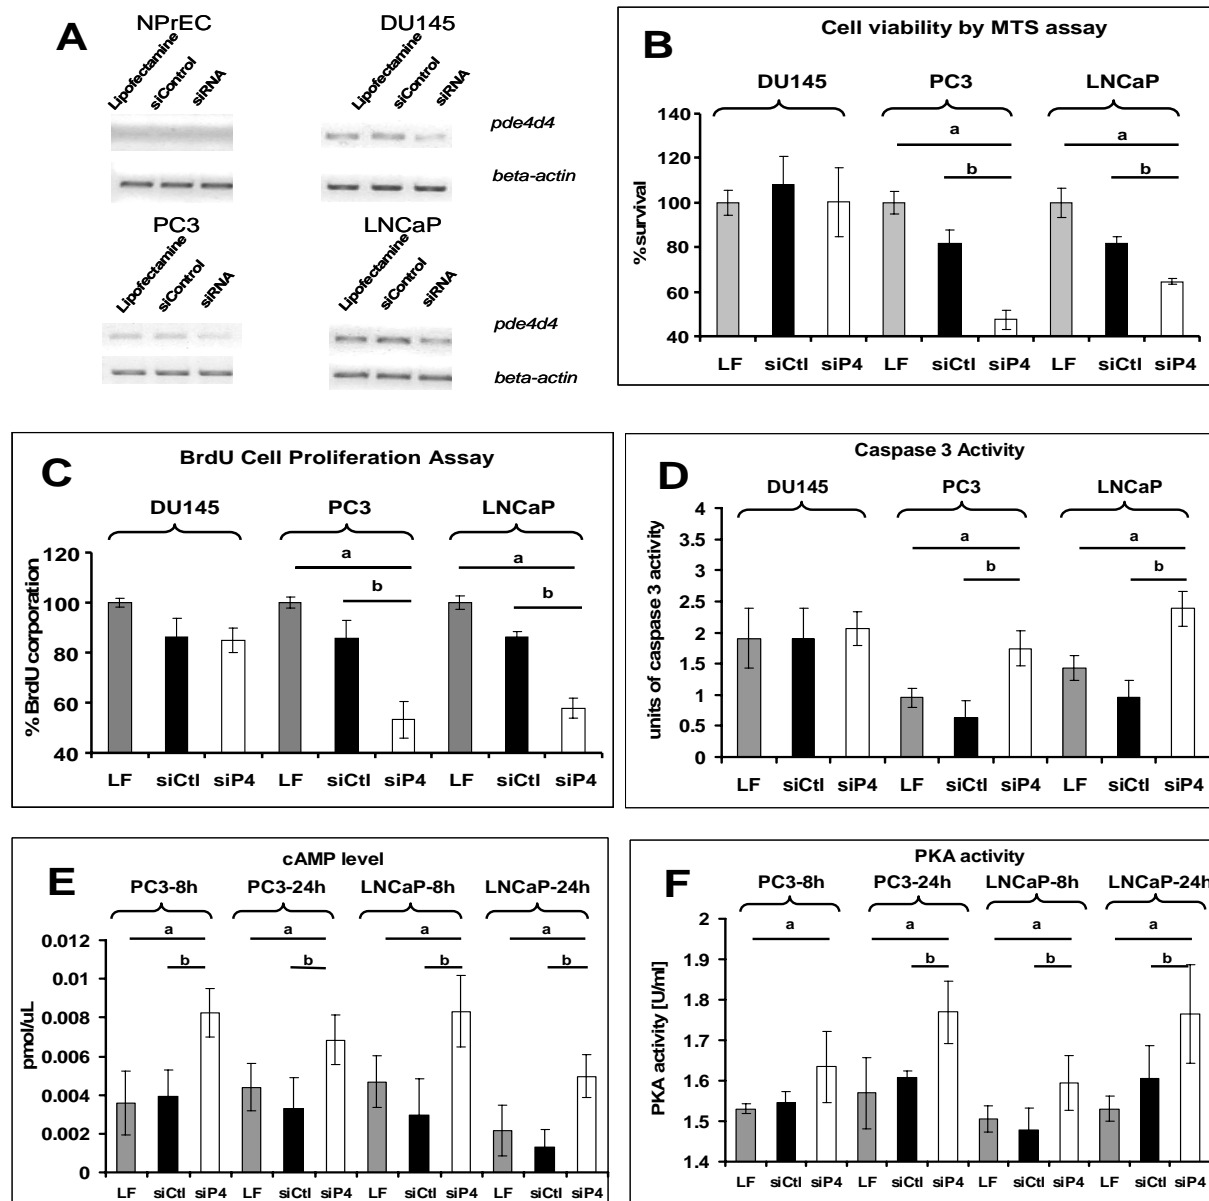 A
NPrEC
DU145
Lipofectamine siControl siRNA
Lipofectamine siControl siRNA
pde4d4
beta-actin
PC3
LNCaP
Lipofectamine siControl siRNA
Lipofectamine siControl siRNA
pde4d4
beta-actin
B
Cell viability by MTS assay
DU145 PC3 LNCaP
a a
b b
% survival
140
120
100
80
60
40
LF siCtl siP4 LF siCtl siP4 LF siCtl siP4
C
BrdU Cell Proliferation Assay
DU145 PC3 LNCaP
a a
b b
% BrdU corporation
120
100
80
60
40
LF siCtl siP4 LF siCtl siP4 LF siCtl siP4
D
Caspase 3 Activity
DU145 PC3 LNCaP
a a
b b
units of caspase 3 activity
4
3.5
3
2.5
2
1.5
1
0.5
0
LF siCtl siP4 LF siCtl siP4 LF siCtl siP4
E
cAMP level
PC3-8h PC3-24h LNCaP-8h LNCaP-24h
a a a a
b b b b
pmol/uL
0.012
0.01
0.008
0.006
0.004
0.002
0
LF siCtl siP4 LF siCtl siP4 LF siCtl siP4 LF siCtl siP4
F
PKA activity
PC3-8h PC3-24h LNCaP-8h LNCaP-24h
a a a a
b b b
PKA activity [U/ml]
2
1.9
1.8
1.7
1.6
1.5
1.4
LF siCtl siP4 LF siCtl siP4 LF siCtl siP4 LF siCtl siP4